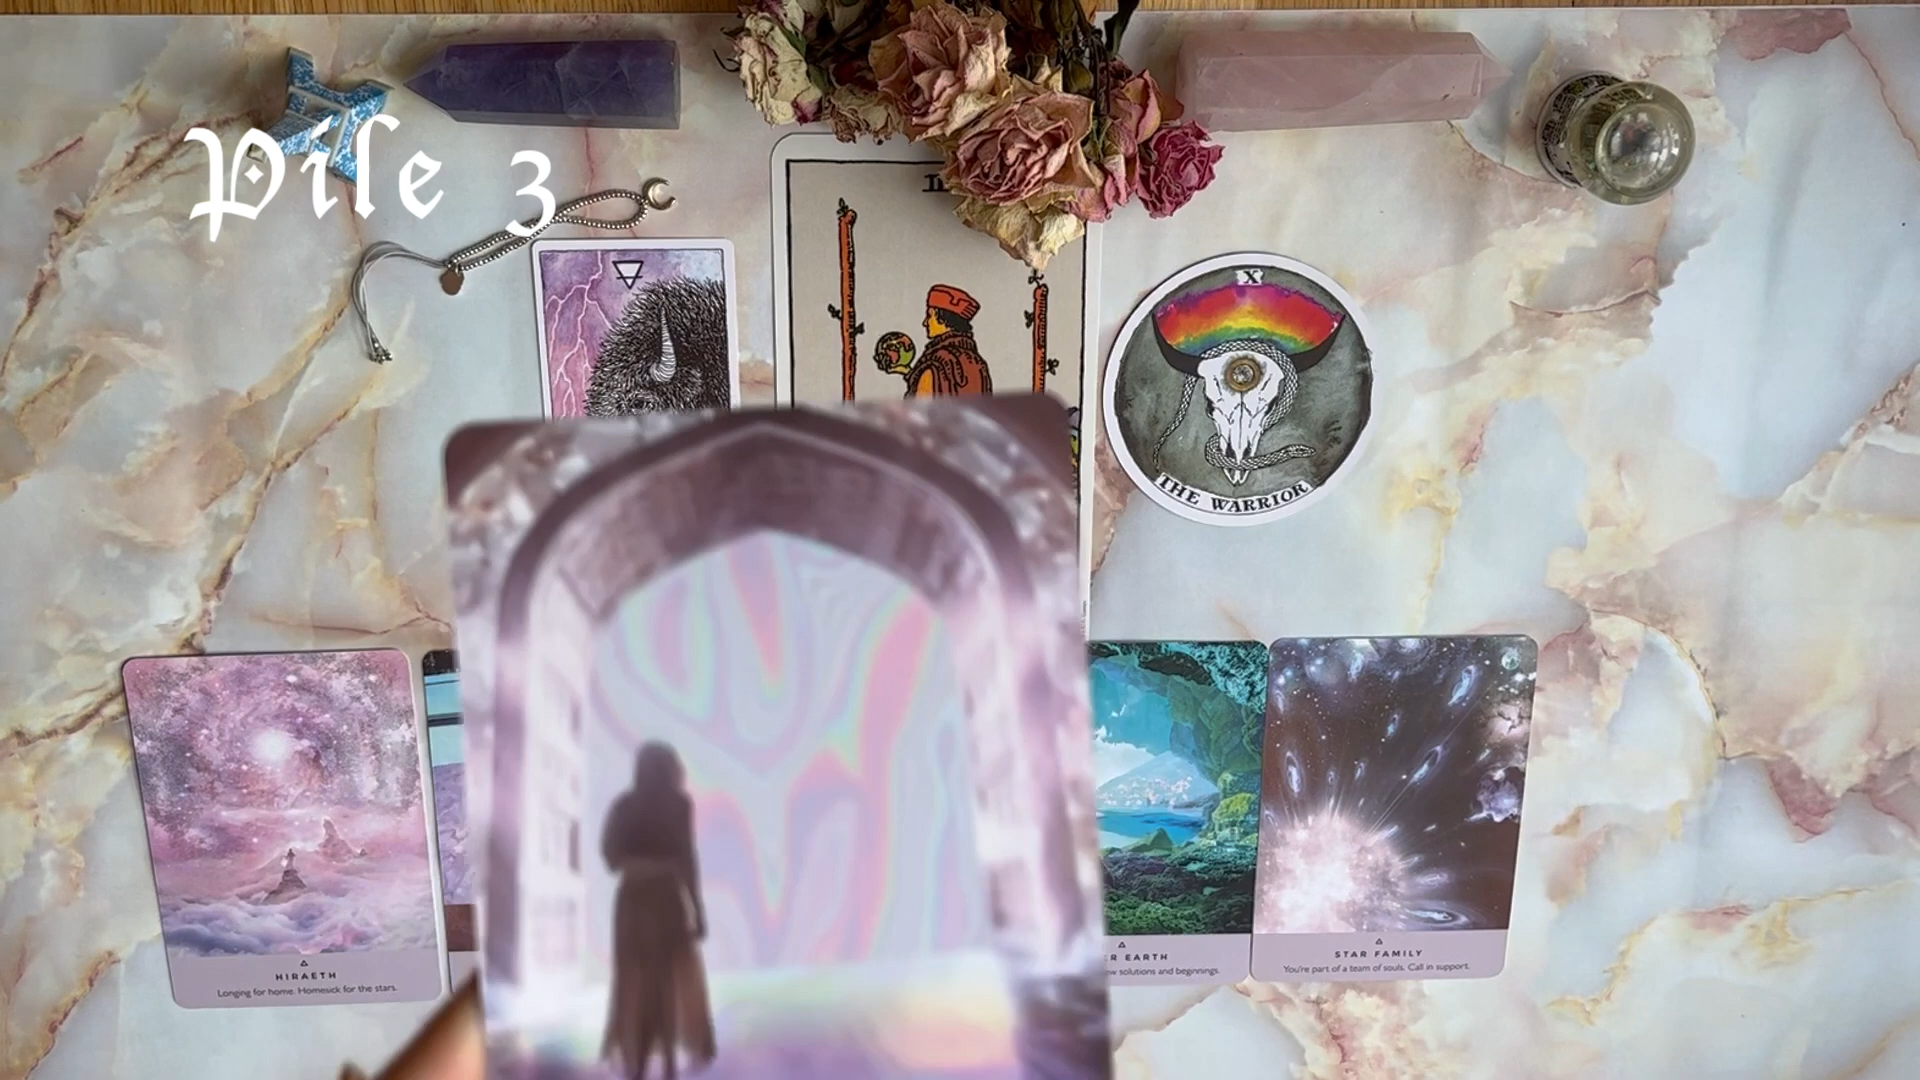 Pile 3
X
THE WARRIOR
HIRAETH
Longing for home. Homesick for the stars.
EARTH
solutions and beginnings.
STAR FAMILY
You're part of a team of souls. Call in support.